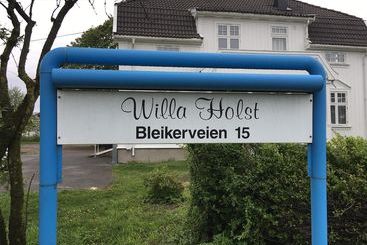 Willa Holst
Bleikerveien 15